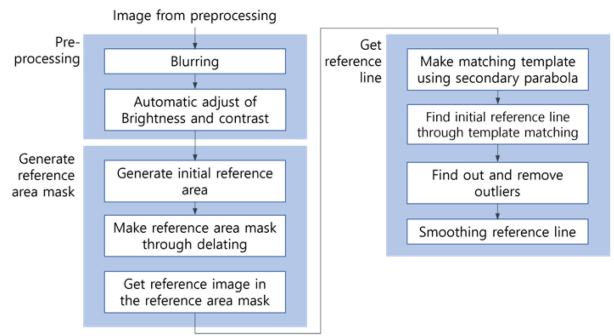 Image from preprocessing
Pre-
processing
Blurring
Automatic adjust of
Brightness and contrast
Generate
reference
area mask
Generate initial reference
area
Make reference area mask
through delating
Get reference image in
the reference area mask
Get
reference
line
Make matching template
using secondary parabola
Find initial reference line
through template matching
Find out and remove
outliers
Smoothing reference line